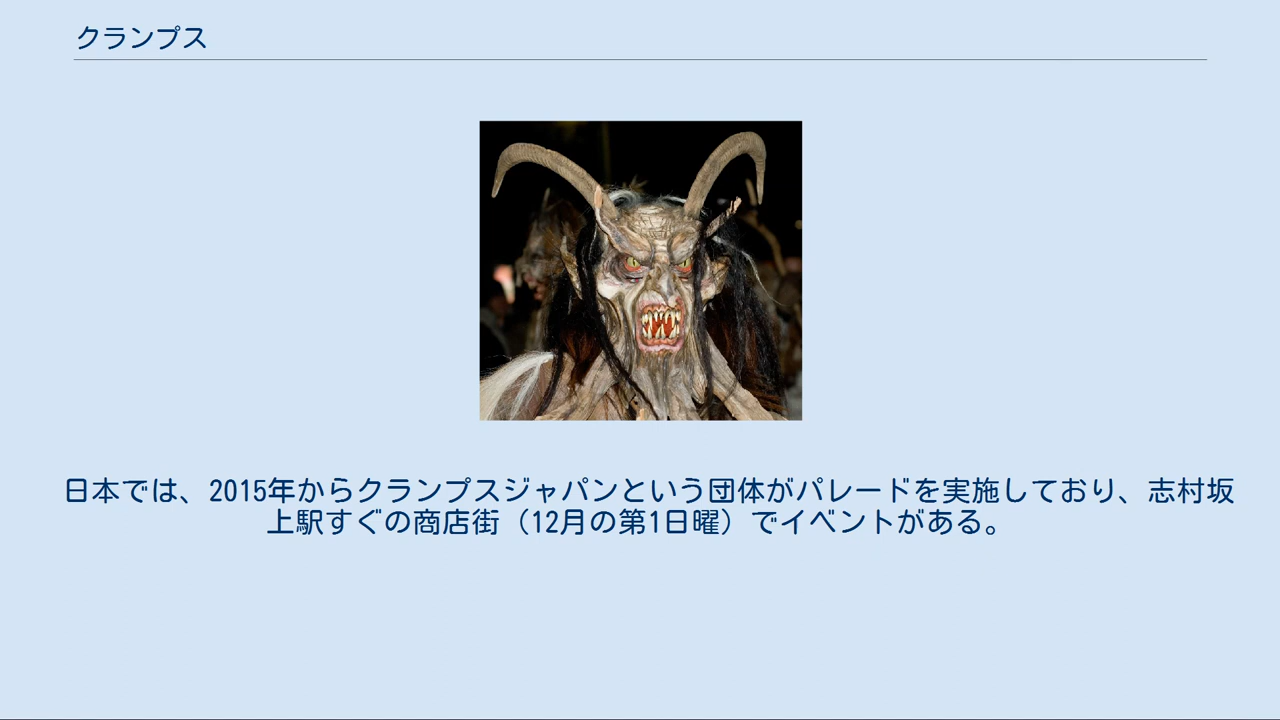 クランプス
日本では、2015年からクランプスジャパンという団体がパレードを実施しており、志村坂
上駅すぐの商店街（12月の第1日曜）でイベントがある。